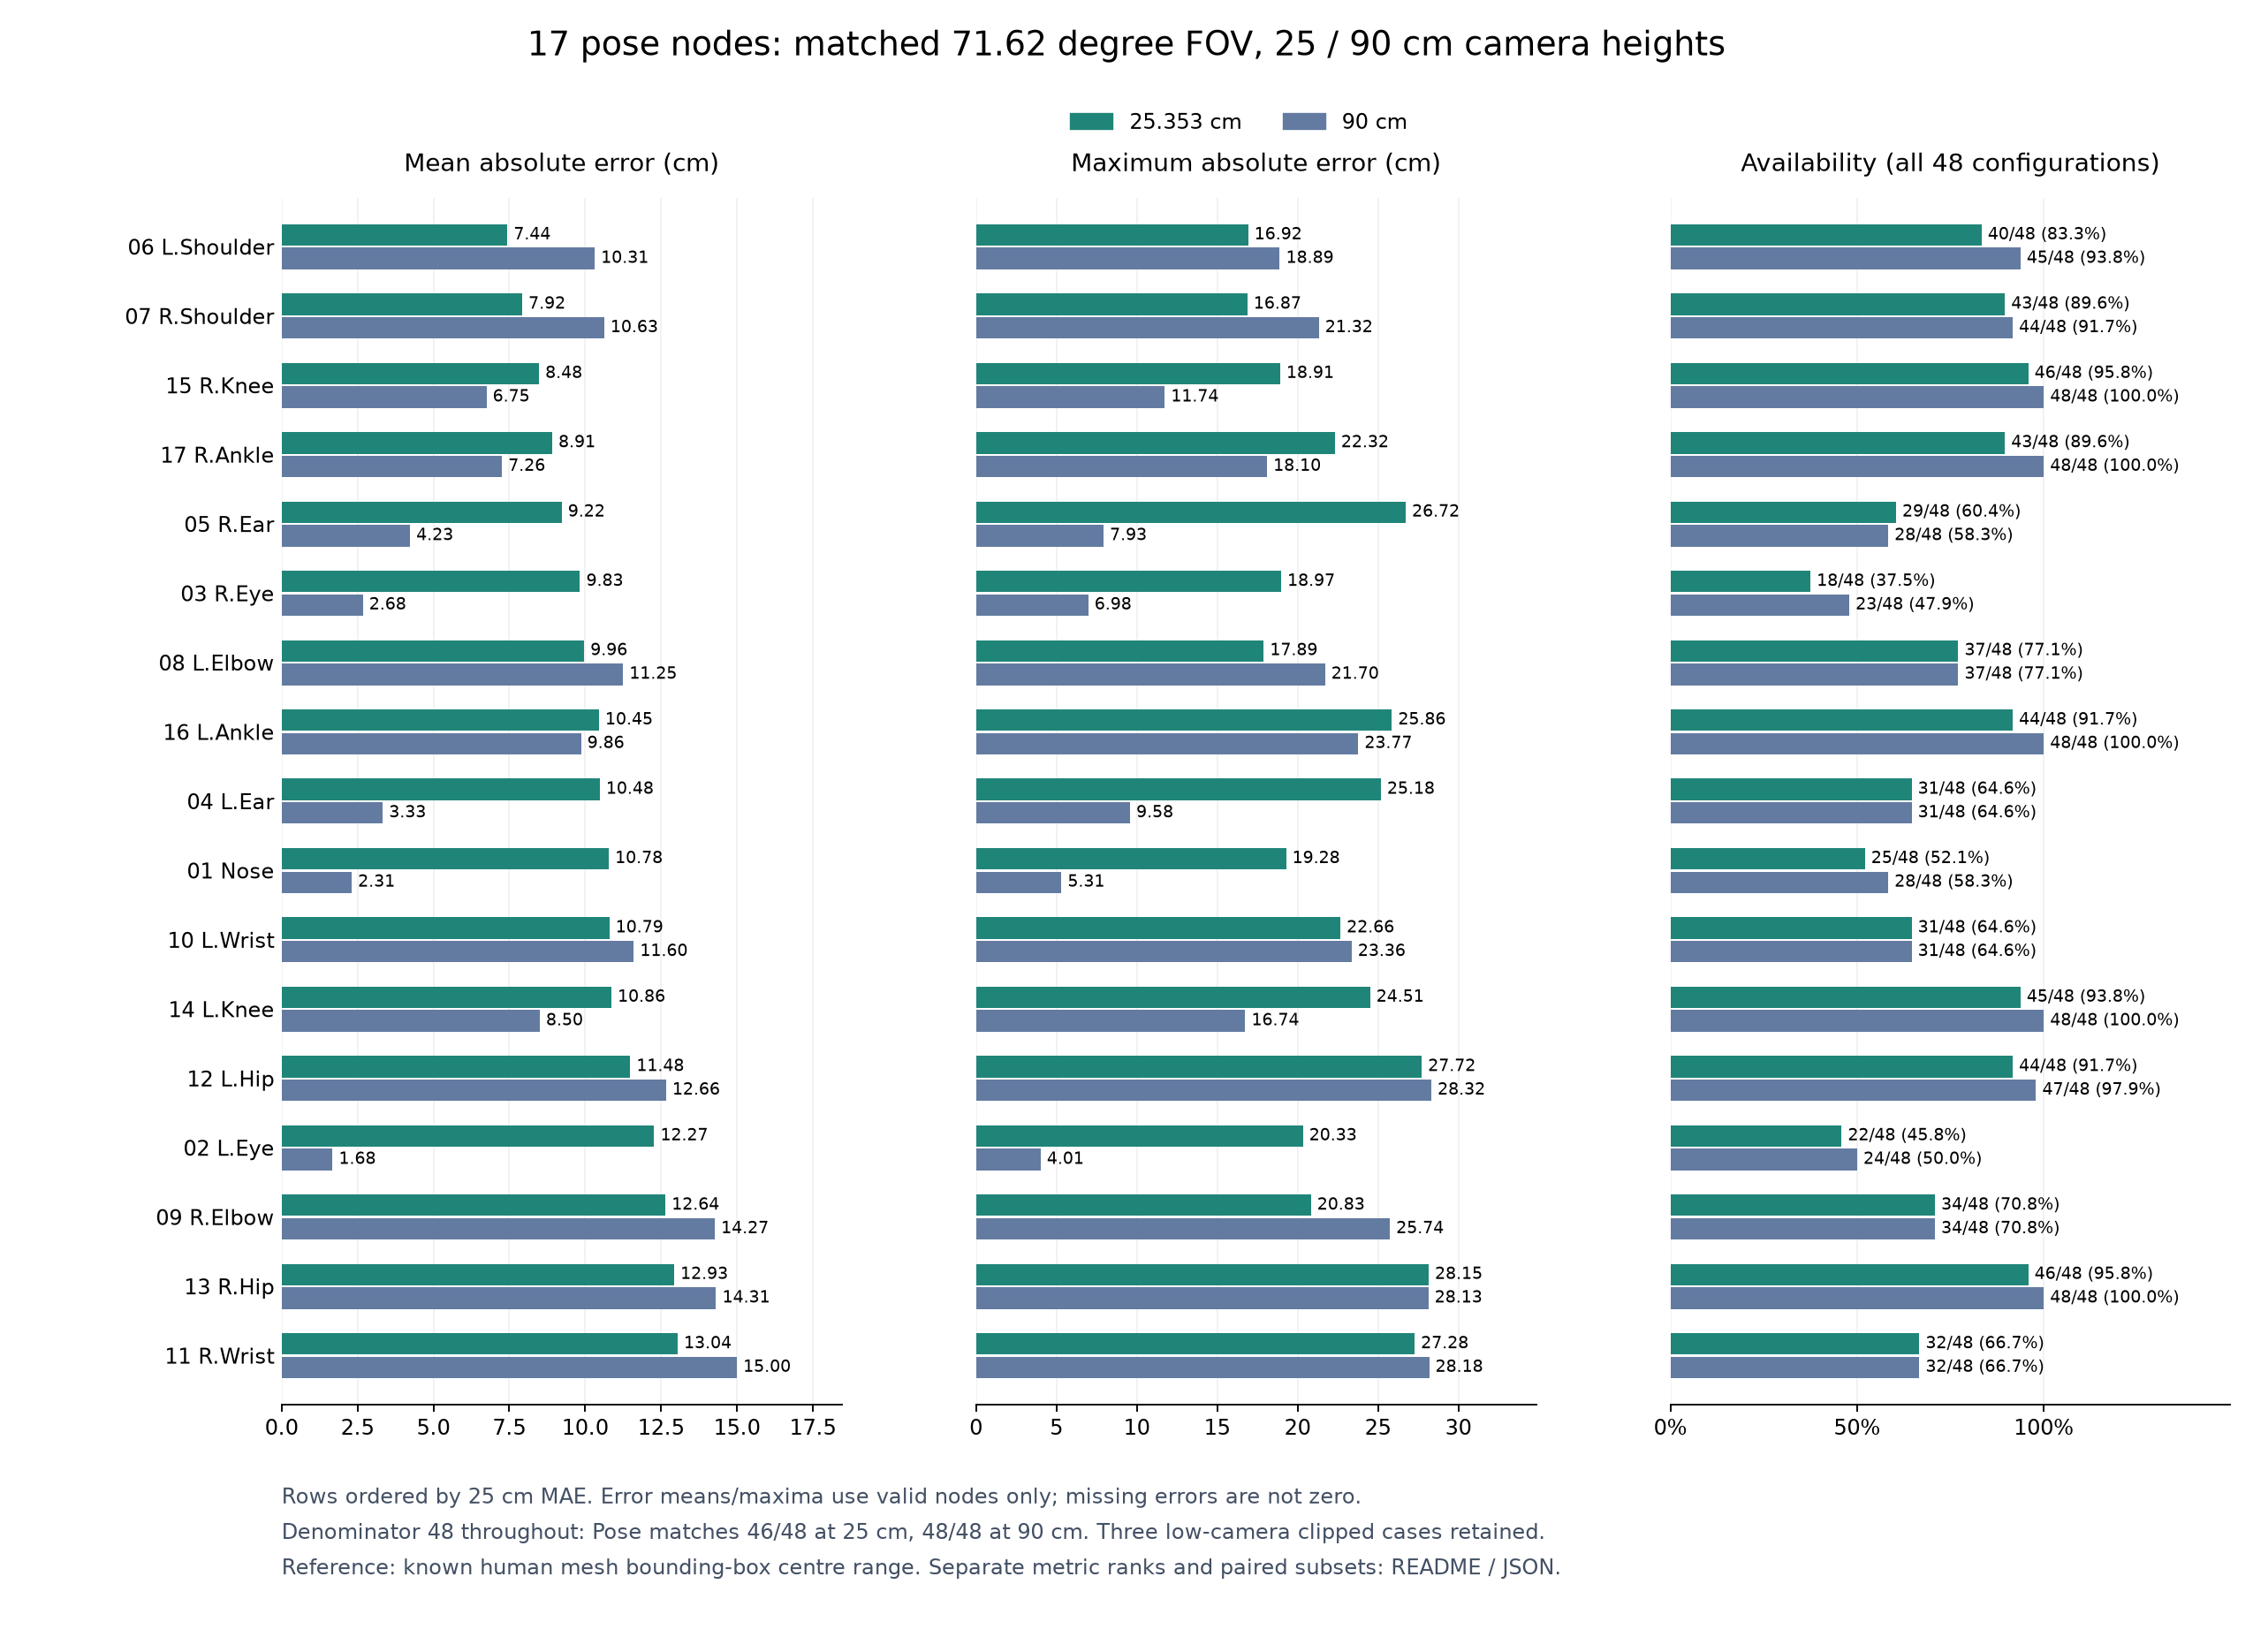 17 pose nodes: matched 71.62 degree FOV, 25 / 90 cm camera heights
25.353 cm 90 cm
Mean absolute error (cm) Maximum absolute error (cm) Availability (all 48 configurations)
06 L.Shoulder 7.44 16.92 40/48 (83.3%)
10.31 18.89 45/48 (93.8%)
07 R.Shoulder 7.92 16.87 43/48 (89.6%)
10.63 21.32 44/48 (91.7%)
15 R.Knee 8.48 18.91 46/48 (95.8%)
6.75 11.74 48/48 (100.0%)
17 R.Ankle 8.91 22.32 43/48 (89.6%)
7.26 18.10 48/48 (100.0%)
05 R.Ear 9.22 26.72 29/48 (60.4%)
4.23 7.93 28/48 (58.3%)
03 R.Eye 9.83 18.97 18/48 (37.5%)
2.68 6.98 23/48 (47.9%)
08 L.Elbow 9.96 17.89 37/48 (77.1%)
11.25 21.70 37/48 (77.1%)
16 L.Ankle 10.45 25.86 44/48 (91.7%)
9.86 23.77 48/48 (100.0%)
04 L.Ear 10.48 25.18 31/48 (64.6%)
3.33 9.58 31/48 (64.6%)
01 Nose 10.78 19.28 25/48 (52.1%)
2.31 5.31 28/48 (58.3%)
10 L.Wrist 10.79 22.66 31/48 (64.6%)
11.60 23.36 31/48 (64.6%)
14 L.Knee 10.86 24.51 45/48 (93.8%)
8.50 16.74 48/48 (100.0%)
12 L.Hip 11.48 27.72 44/48 (91.7%)
12.66 28.32 47/48 (97.9%)
02 L.Eye 12.27 20.33 22/48 (45.8%)
1.68 4.01 24/48 (50.0%)
09 R.Elbow 12.64 20.83 34/48 (70.8%)
14.27 25.74 34/48 (70.8%)
13 R.Hip 12.93 28.15 46/48 (95.8%)
14.31 28.13 48/48 (100.0%)
11 R.Wrist 13.04 27.28 32/48 (66.7%)
15.00 28.18 32/48 (66.7%)
0.0 2.5 5.0 7.5 10.0 12.5 15.0 17.5 0 5 10 15 20 25 30 0% 50% 100%
Rows ordered by 25 cm MAE. Error means/maxima use valid nodes only; missing errors are not zero.
Denominator 48 throughout: Pose matches 46/48 at 25 cm, 48/48 at 90 cm. Three low-camera clipped cases retained.
Reference: known human mesh bounding-box centre range. Separate metric ranks and paired subsets: README / JSON.